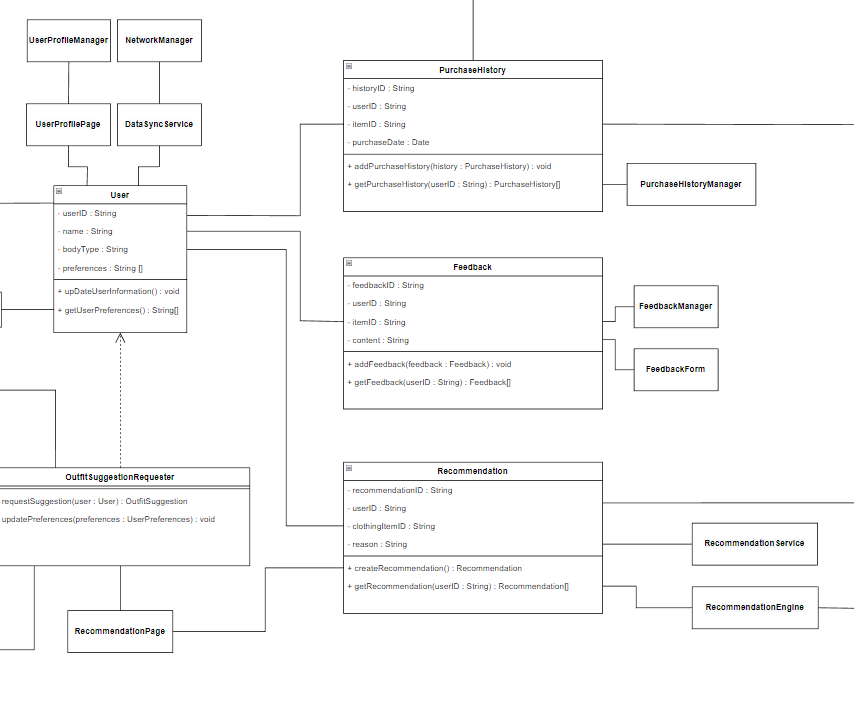 UserProfileManager
NetworkManager
UserProfilePage
DataSyncService
User
- userID : String
- name : String
- bodyType : String
- preferences : String []
+ upDateUserInformation() : void
+ getUserPreferences() : String[]
PurchaseHistory
- historyID : String
- userID : String
- itemID : String
- purchaseDate : Date
+ addPurchaseHistory(history : PurchaseHistory) : void
+ getPurchaseHistory(userID : String) : PurchaseHistory[]
PurchaseHistoryManager
Feedback
- feedbackID : String
- userID : String
- itemID : String
- content : String
+ addFeedback(feedback : Feedback) : void
+ getFeedback(userID : String) : Feedback[]
FeedbackManager
FeedbackForm
OutfitSuggestionRequester
requestSuggestion(user : User) : OutfitSuggestion
updatePreferences(preferences : UserPreferences) : void
RecommendationPage
Recommendation
- recommendationID : String
- userID : String
- clothingItemID : String
- reason : String
+ createRecommendation() : Recommendation
+ getRecommendation(userID : String) : Recommendation[]
RecommendationService
RecommendationEngine